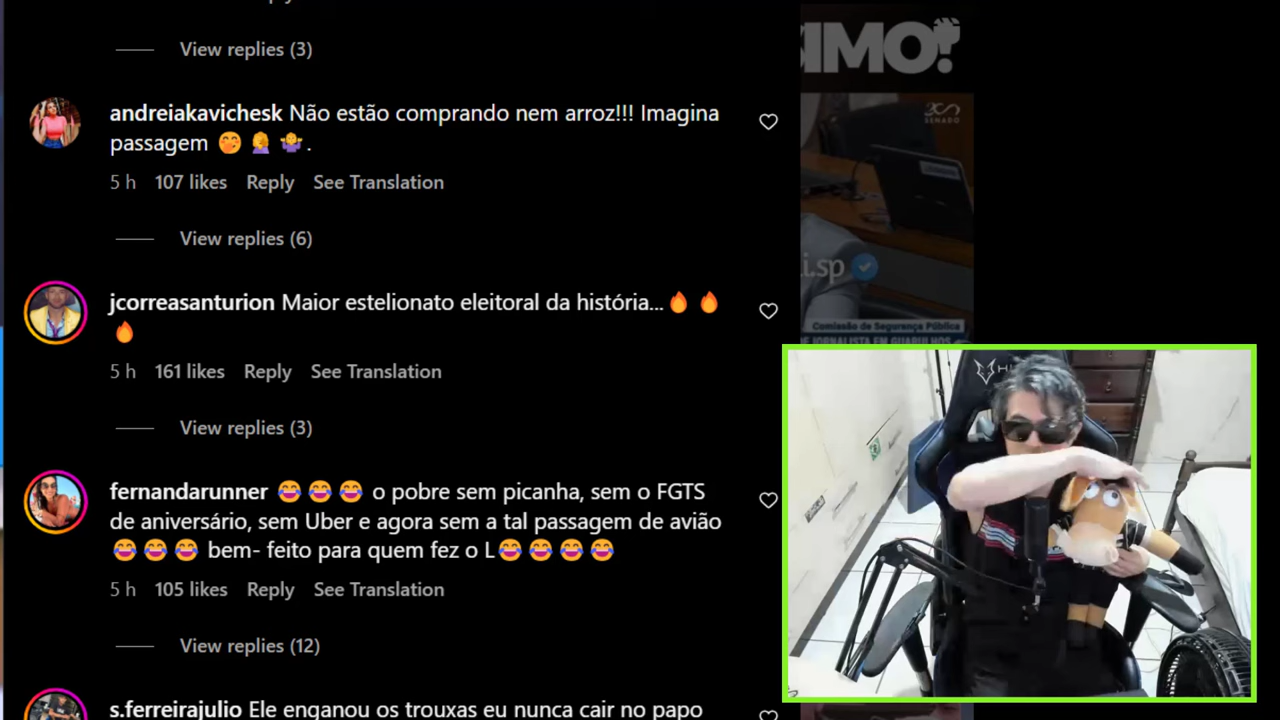 View replies (3)
andreiakavichesk Não estão comprando nem arroz!!! Imagina
passagem 🤭 🤦‍♀️ 🤷‍♀️ .
5 h 107 likes Reply See Translation
View replies (6)
jcorreasanturion Maior estelionato eleitoral da história... 🔥 🔥
🔥
5 h 161 likes Reply See Translation
View replies (3)
fernandarunner 😂 😂 😂 o pobre sem picanha, sem o FGTS
de aniversário, sem Uber e agora sem a tal passagem de avião
😂 😂 😂 bem- feito para quem fez o L 😂 😂 😂 😂
5 h 105 likes Reply See Translation
View replies (12)
s.ferreirajulio Ele enganou os trouxas eu nunca cair no papo
IMO!
SENADO
i.sp
Comissão de Segurança Pública
E JORNALISTA EM GUARULHOS